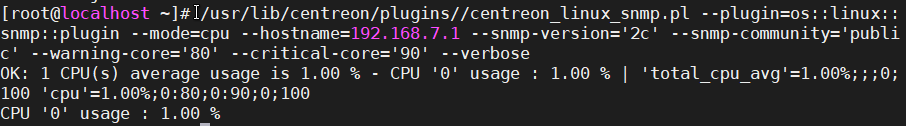 [root@localhost ~]#/usr/lib/centreon/plugins//centreon_linux_snmp.pl --plugin=os::linux::
snmp::plugin --mode=cpu --hostname=192.168.7.1 --snmp-version='2c' --snmp-community='publi
c' --warning-core='80' --critical-core='90' --verbose
OK: 1 CPU(s) average usage is 1.00 % - CPU '0' usage : 1.00 % | 'total_cpu_avg'=1.00%;;;0;
100 'cpu'=1.00%;0:80;0:90;0;100
CPU '0' usage : 1.00 %